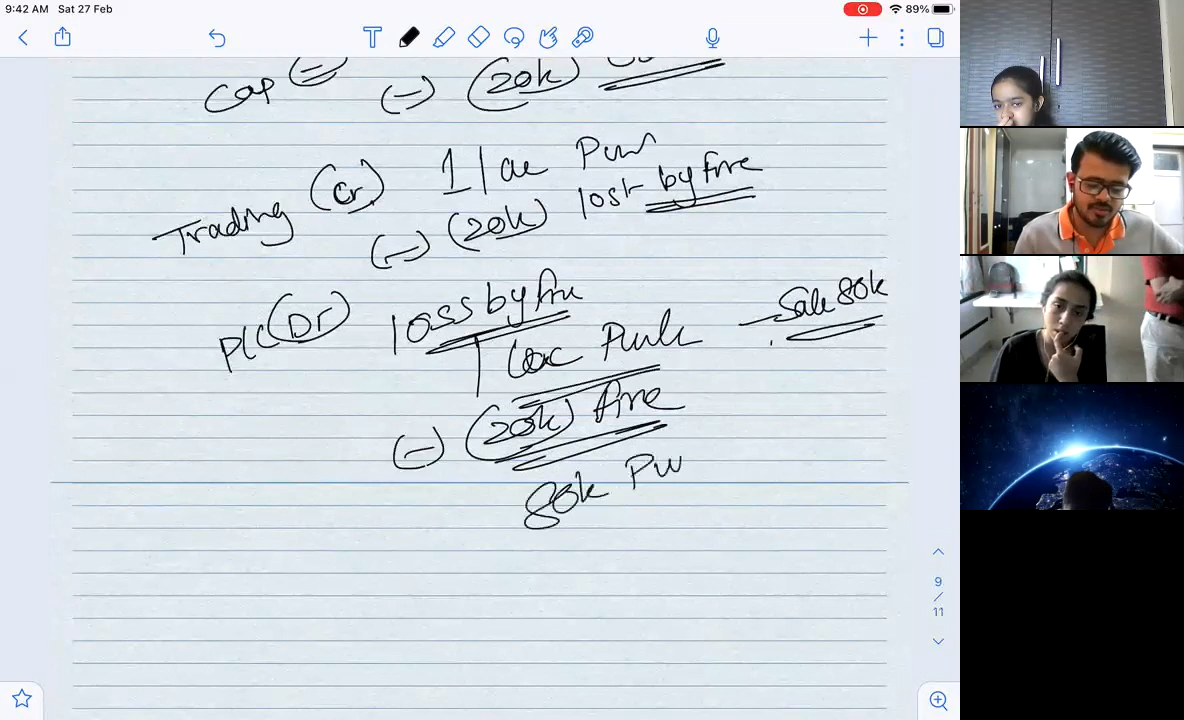 9:42 AM Sat 27 Feb
89%
Cap (-) (20k)
Trading (Cr) 1 lac Pur
(-) (20k) lost by fire
P/L (Dr) loss by fire
1 lac Purch
Sale 80k
(-) (20k) fire
80k Pur
9
/
11